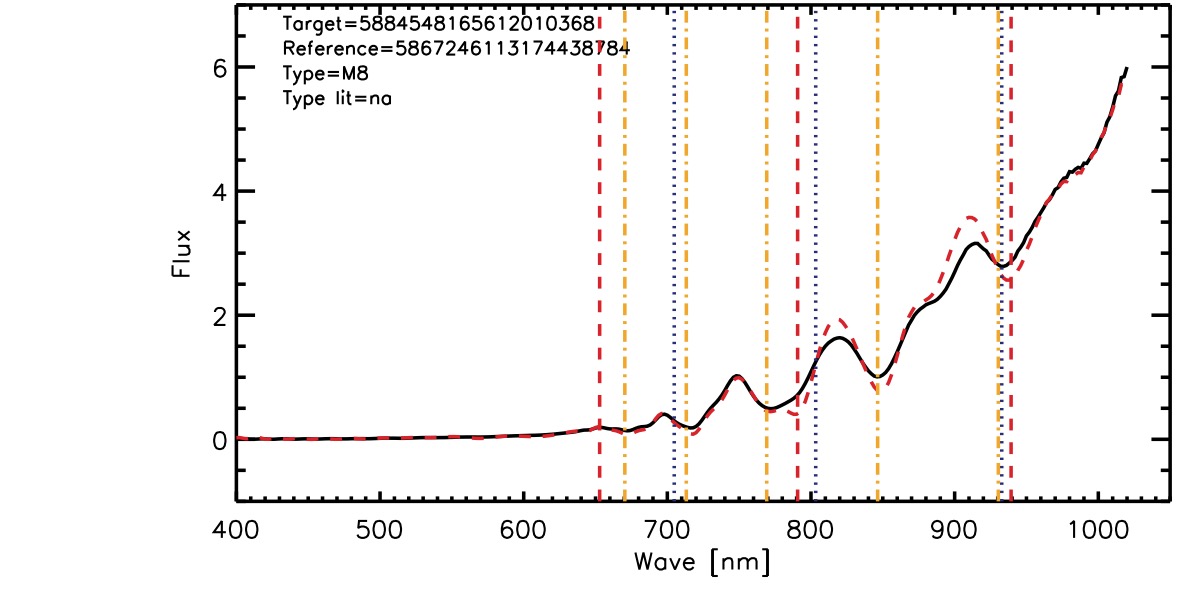 Target=5884548165612010368
Reference=5867246113174438784
Type=M8
Type lit=na
6
4
2
0
Flux
400 500 600 700 800 900 1000
Wave [nm]